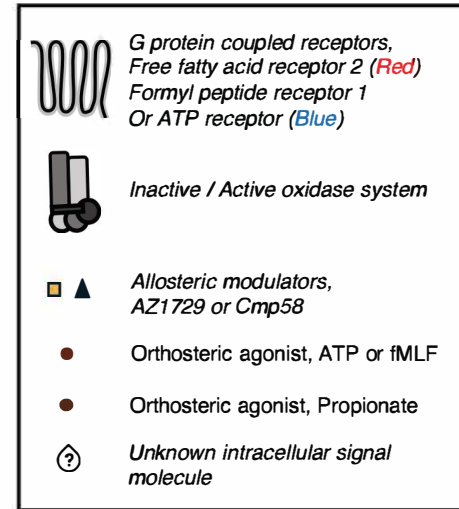 G protein coupled receptors,
Free fatty acid receptor 2 (Red)
Formyl peptide receptor 1
Or ATP receptor (Blue)
Inactive / Active oxidase system
Allosteric modulators,
AZ1729 or Cmp58
Orthosteric agonist, ATP or fMLF
Orthosteric agonist, Propionate
?
Unknown intracellular signal
molecule